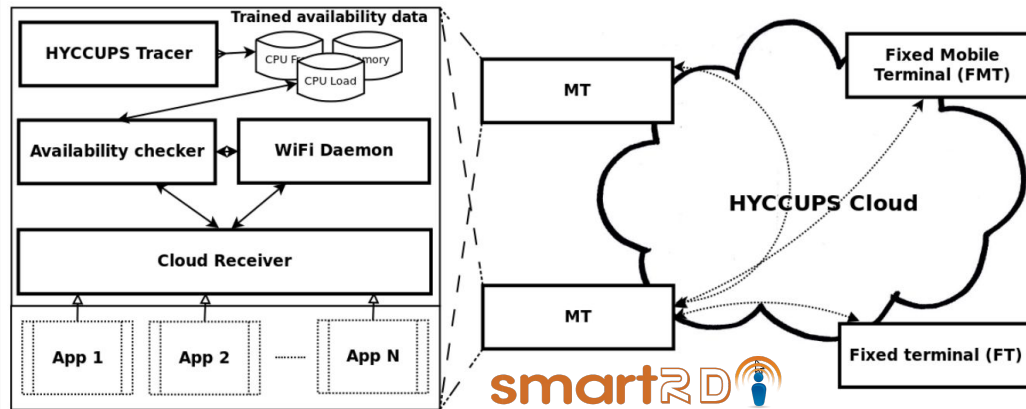 Trained availability data
HYCCUPS Tracer
CPU
CPU Load
Availability checker
WiFi Daemon
Cloud Receiver
App 1
App 2
App N
MT
MT
HYCCUPS Cloud
Fixed Mobile
Terminal (FMT)
Fixed terminal (FT)
smartRD